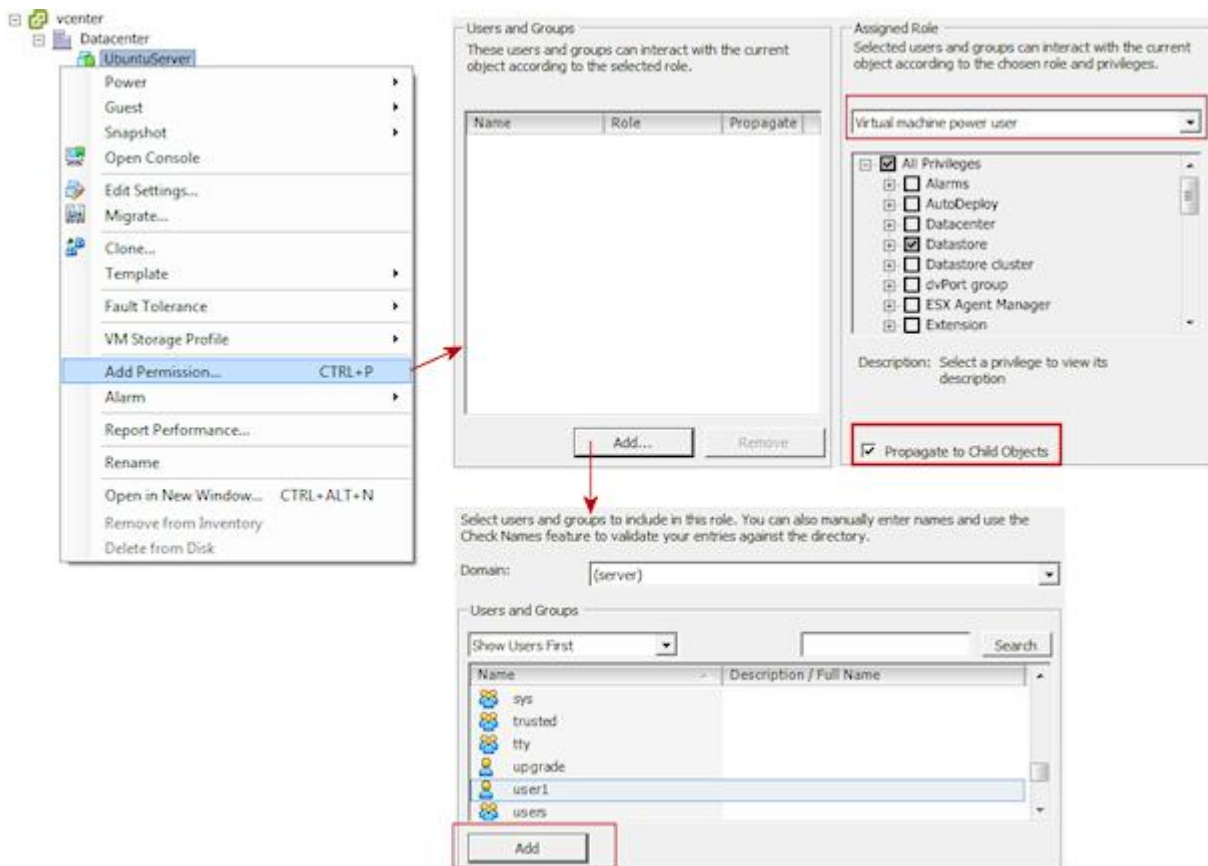 vcenter
Datacenter
UbuntuServer
Power
Guest
Snapshot
Open Console
Edit Settings...
Migrate...
Clone...
Template
Fault Tolerance
VM Storage Profile
Add Permission... CTRL+P
Alarm
Report Performance...
Rename
Open in New Window... CTRL+ALT+N
Remove from Inventory
Delete from Disk
Users and Groups
These users and groups can interact with the current
object according to the selected role.
Name Role Propagate
Add... Remove
Assigned Role
Selected users and groups can interact with the current
object according to the chosen role and privileges.
Virtual machine power user
All Privileges
Alarms
AutoDeploy
Datacenter
Datastore
Datastore cluster
dvPort group
ESX Agent Manager
Extension
Description: Select a privilege to view its
description
Propagate to Child Objects
Select users and groups to include in this role. You can also manually enter names and use the
Check Names feature to validate your entries against the directory.
Domain: (server)
Users and Groups
Show Users First Search
Name Description / Full Name
sys
trusted
tty
upgrade
user1
users
Add